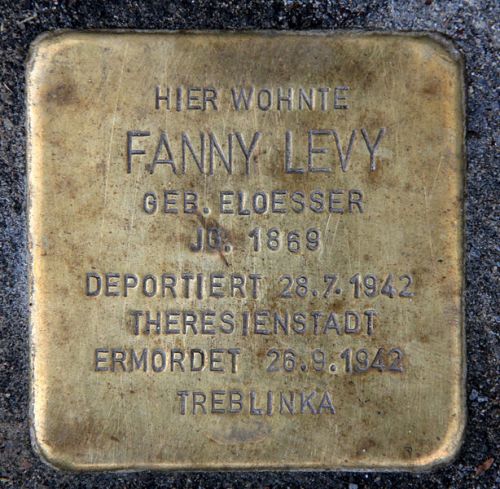 HIER WOHNTE
FANNY LEVY
GEB. ELOESSER
JG. 1869
DEPORTIERT 28.7.1942
THERESIENSTADT
ERMORDET 26.9.1942
TREBLINKA